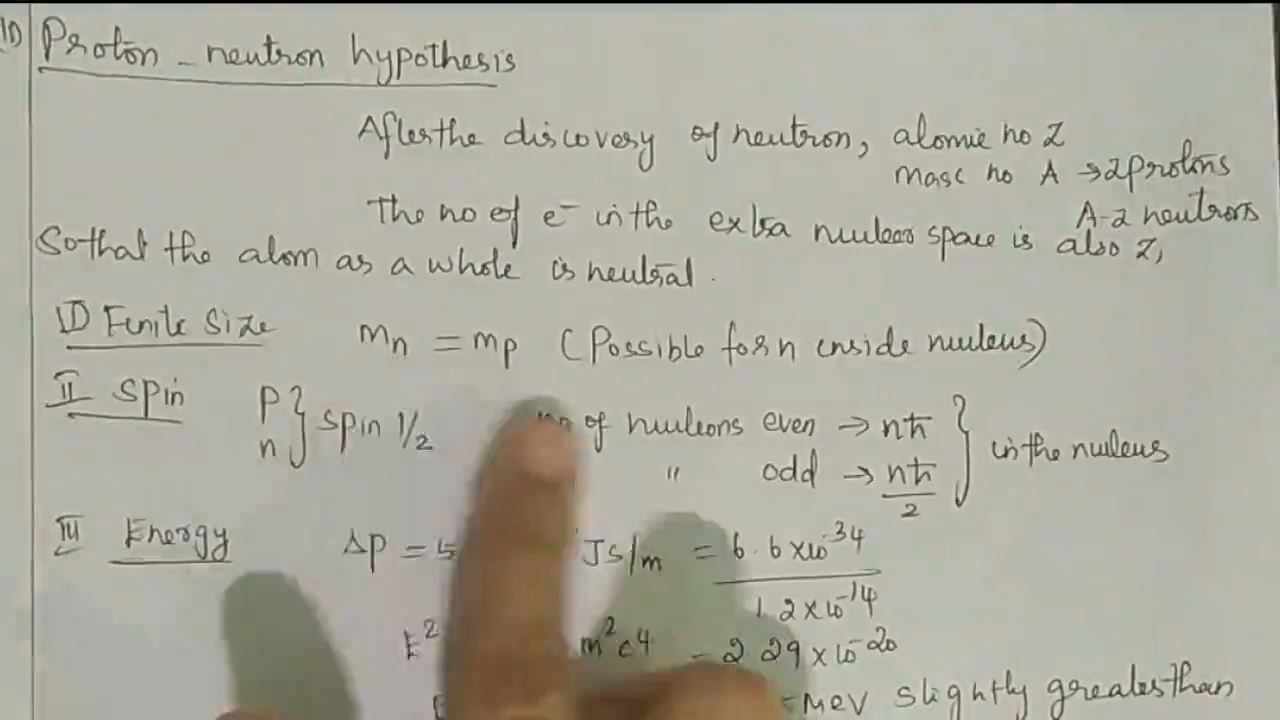 1)
Proton - neutron hypothesis
After the discovery of neutron, atomic no Z
mass no A → Z protons
A-Z neutrons
The no of e⁻ in the extra nuclear space is also Z,
So that the atom as a whole is neutral.
I) Finite Size mn = mp (Possible for n inside nucleus)
II Spin P n } spin 1/2 of nucleons even → nħ
" odd → nħ/2 } in the nucleus
III Energy Δp = 5 Js/m = 6.6×10⁻³⁴
1.2×10⁻¹⁴
E² m²c⁴ = 2.29×10⁻²⁰
MeV slightly greater than